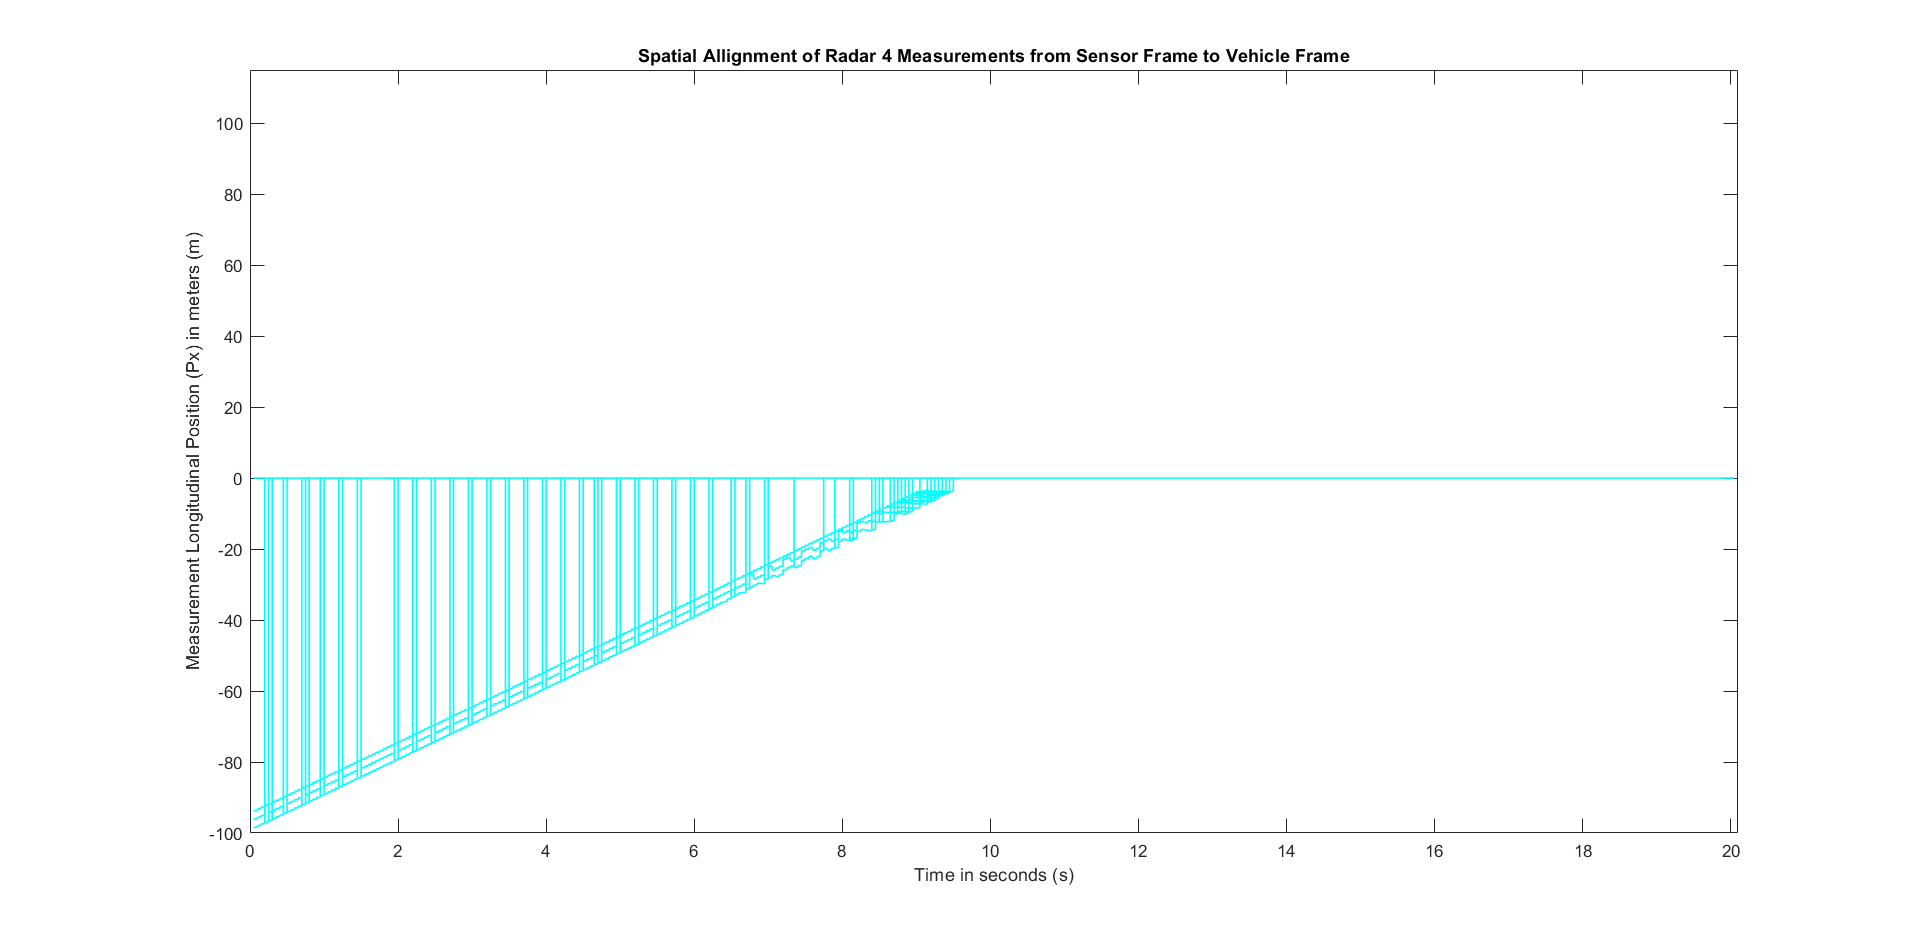 Spatial Allignment of Radar 4 Measurements from Sensor Frame to Vehicle Frame
Measurement Longitudinal Position (Px) in meters (m)
100
80
60
40
20
0
-20
-40
-60
-80
-100
0 2 4 6 8 10 12 14 16 18 20
Time in seconds (s)